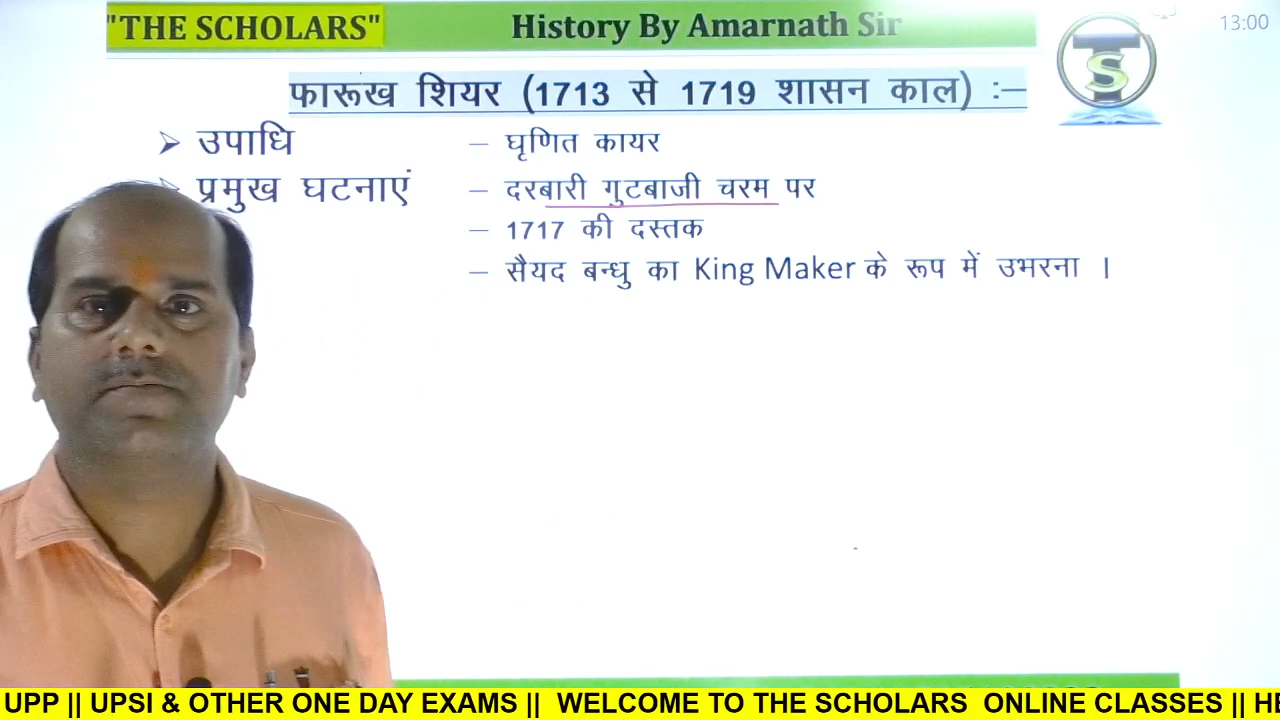 "THE SCHOLARS" History By Amarnath Sir
13:00
फारूख शियर (1713 से 1719 शासन काल) :–
➢ उपाधि – घृणित कायर
➢ प्रमुख घटनाएं – दरबारी गुटबाजी चरम पर
– 1717 की दस्तक
– सैयद बन्धु का King Maker के रूप में उभरना ।
UPP || UPSI & OTHER ONE DAY EXAMS || WELCOME TO THE SCHOLARS ONLINE CLASSES || HE